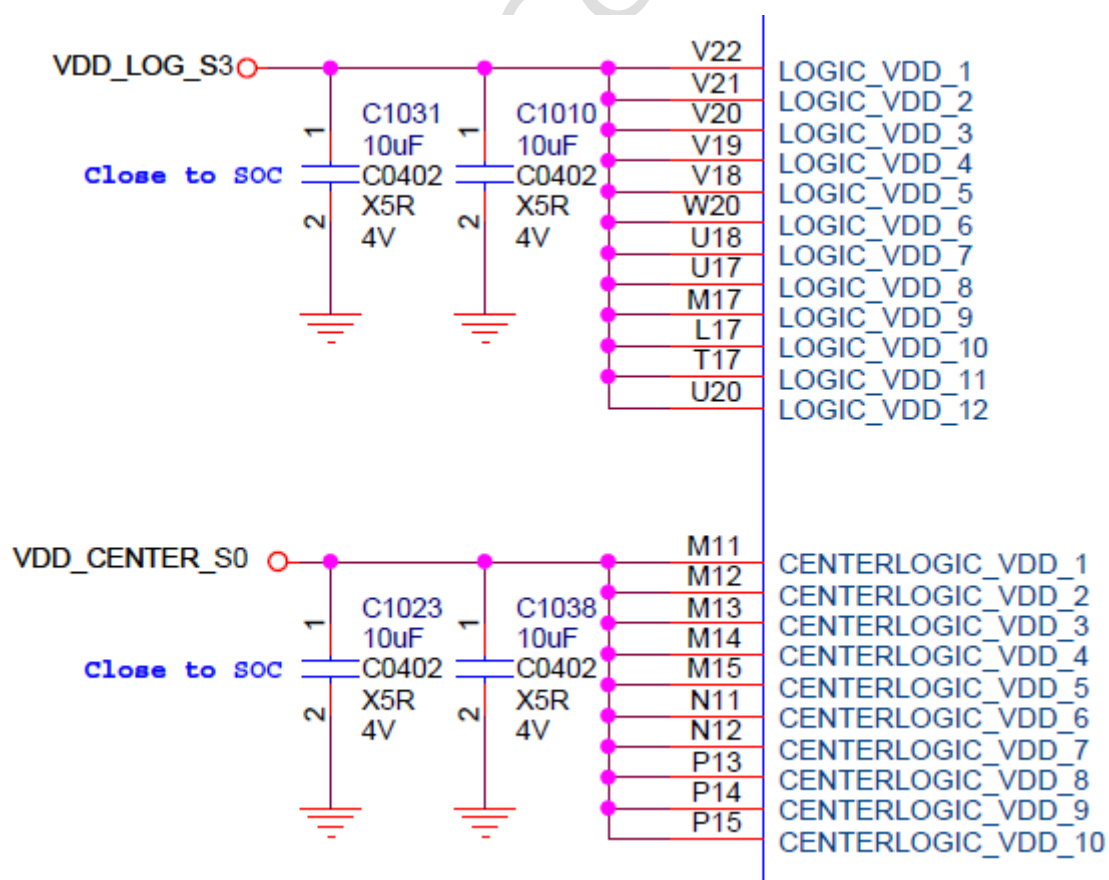 VDD_LOG_S3
V22 LOGIC_VDD_1
V21 LOGIC_VDD_2
V20 LOGIC_VDD_3
V19 LOGIC_VDD_4
V18 LOGIC_VDD_5
W20 LOGIC_VDD_6
U18 LOGIC_VDD_7
U17 LOGIC_VDD_8
M17 LOGIC_VDD_9
L17 LOGIC_VDD_10
T17 LOGIC_VDD_11
U20 LOGIC_VDD_12
Close to SOC
1
2
C1031
10uF
C0402
X5R
4V
1
2
C1010
10uF
C0402
X5R
4V
VDD_CENTER_S0
M11 CENTERLOGIC_VDD_1
M12 CENTERLOGIC_VDD_2
M13 CENTERLOGIC_VDD_3
M14 CENTERLOGIC_VDD_4
M15 CENTERLOGIC_VDD_5
N11 CENTERLOGIC_VDD_6
N12 CENTERLOGIC_VDD_7
P13 CENTERLOGIC_VDD_8
P14 CENTERLOGIC_VDD_9
P15 CENTERLOGIC_VDD_10
Close to SOC
1
2
C1023
10uF
C0402
X5R
4V
1
2
C1038
10uF
C0402
X5R
4V